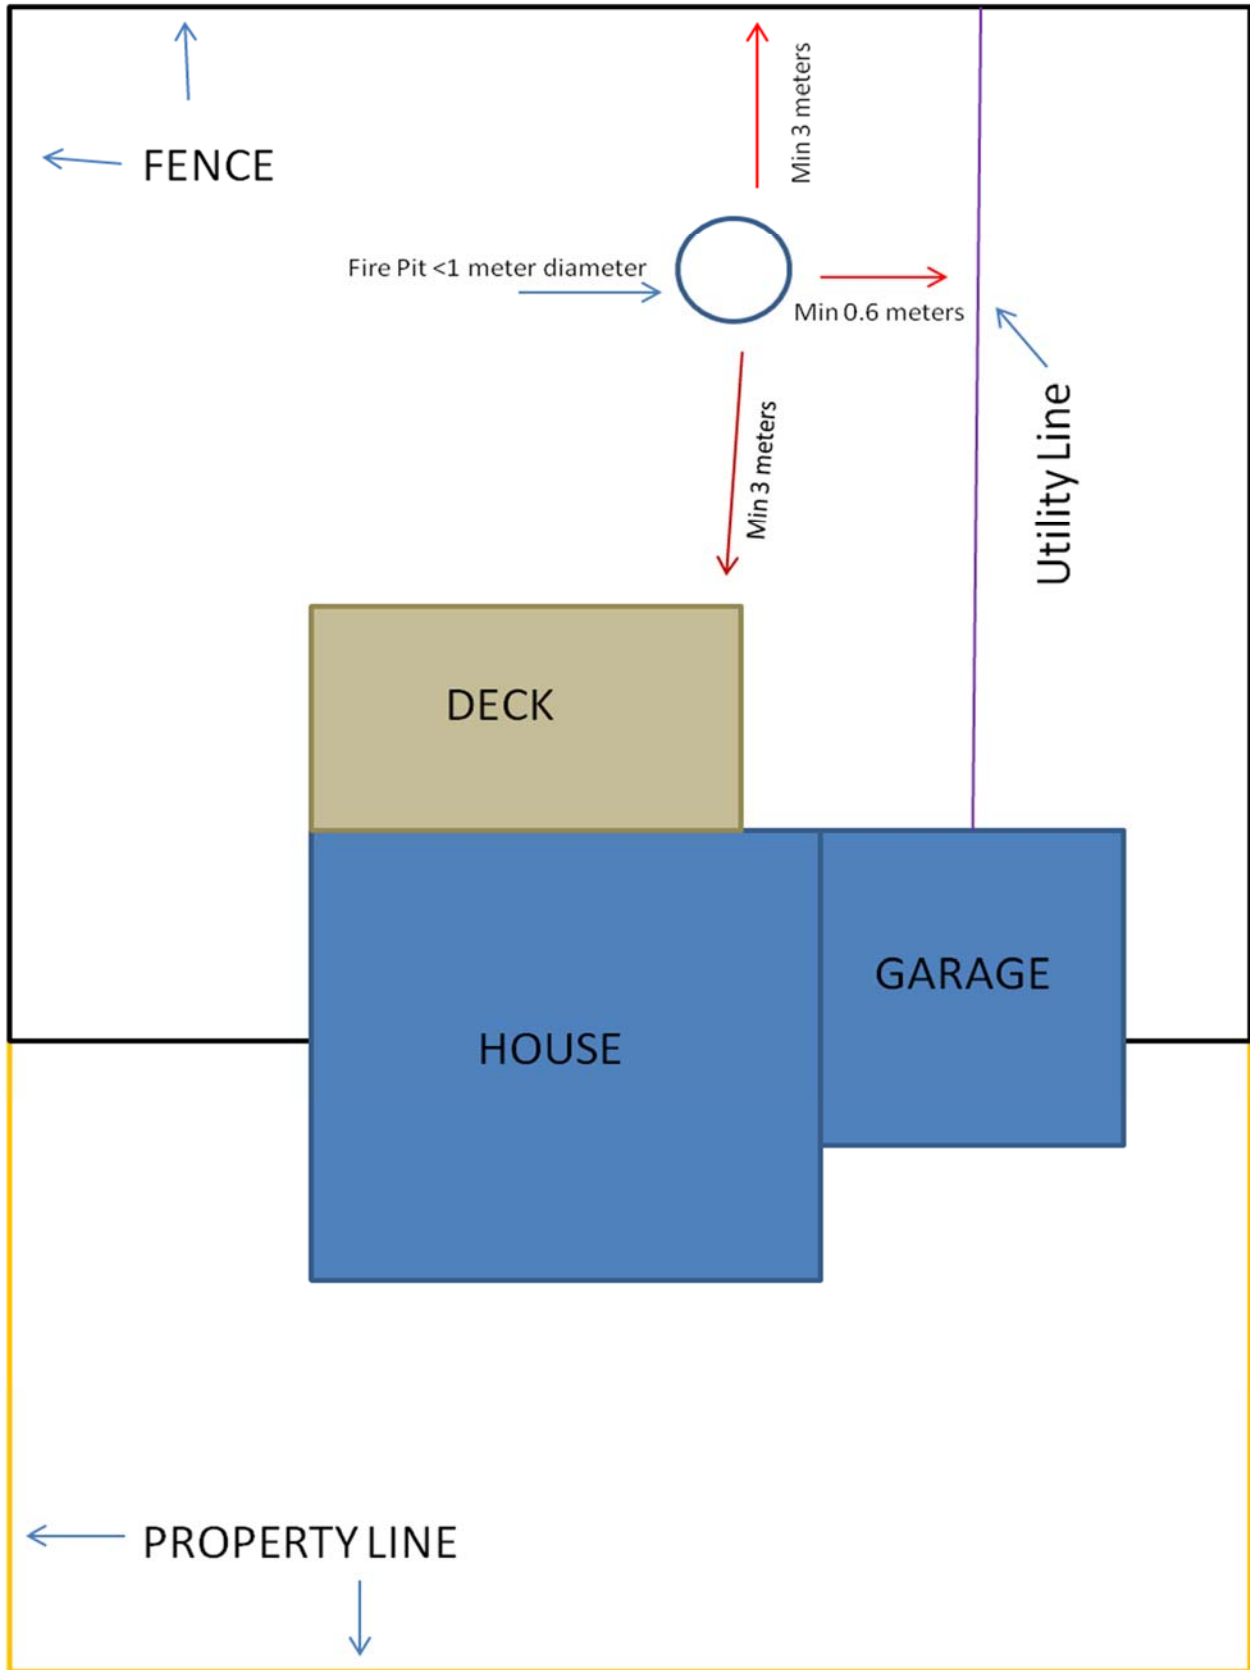 Min 3 meters
FENCE
Fire Pit <1 meter diameter
Min 0.6 meters
Utility Line
Min 3 meters
DECK
GARAGE
HOUSE
PROPERTY LINE